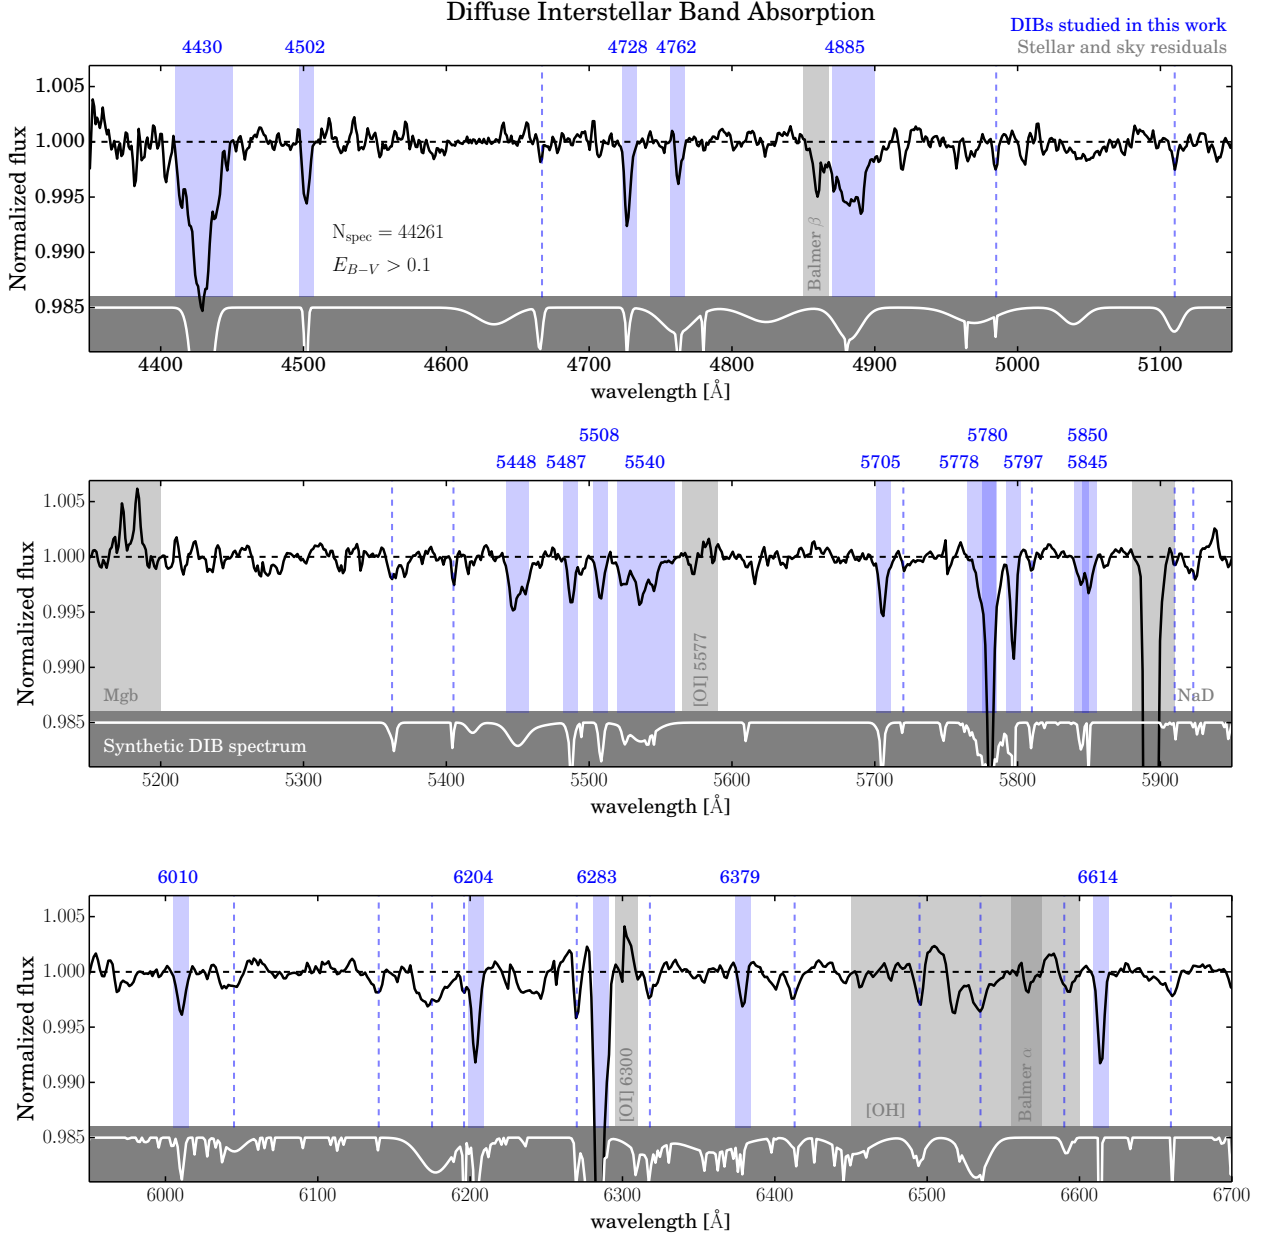 Diffuse Interstellar Band Absorption
DIBs studied in this work
Stellar and sky residuals
4430 4502 4728 4762 4885
1.005
1.000
0.995
0.990
0.985
Normalized flux
N_spec = 44261
E_{B−V} > 0.1
Balmer β
4400 4500 4600 4700 4800 4900 5000 5100
wavelength [Å]
5508 5780 5850
5448 5487 5540 5705 5778 5797 5845
1.005
1.000
0.995
0.990
0.985
Normalized flux
Mgb
[OI] 5577
NaD
Synthetic DIB spectrum
5200 5300 5400 5500 5600 5700 5800 5900
wavelength [Å]
6010 6204 6283 6379 6614
1.005
1.000
0.995
0.990
0.985
Normalized flux
[OI] 6300
[OH]
Balmer α
6000 6100 6200 6300 6400 6500 6600 6700
wavelength [Å]